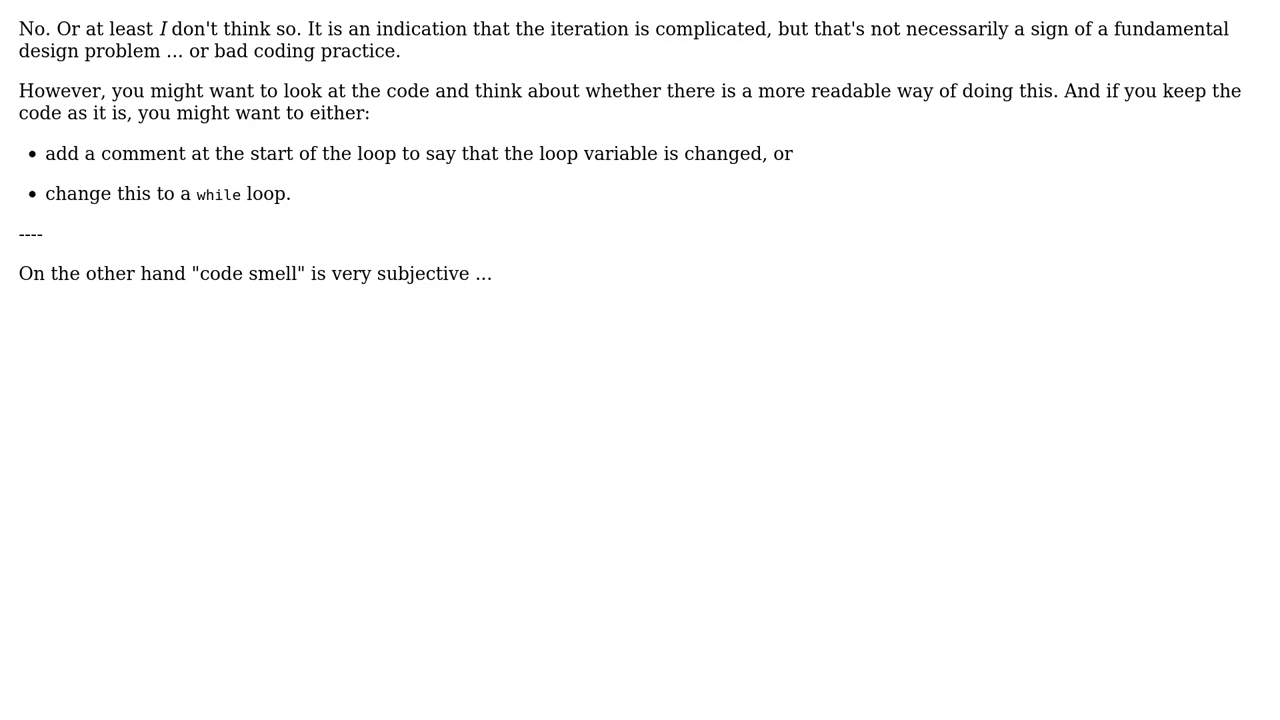 No. Or at least I don't think so. It is an indication that the iteration is complicated, but that's not necessarily a sign of a fundamental
design problem ... or bad coding practice.
However, you might want to look at the code and think about whether there is a more readable way of doing this. And if you keep the
code as it is, you might want to either:
• add a comment at the start of the loop to say that the loop variable is changed, or
• change this to a while loop.
----
On the other hand "code smell" is very subjective ...